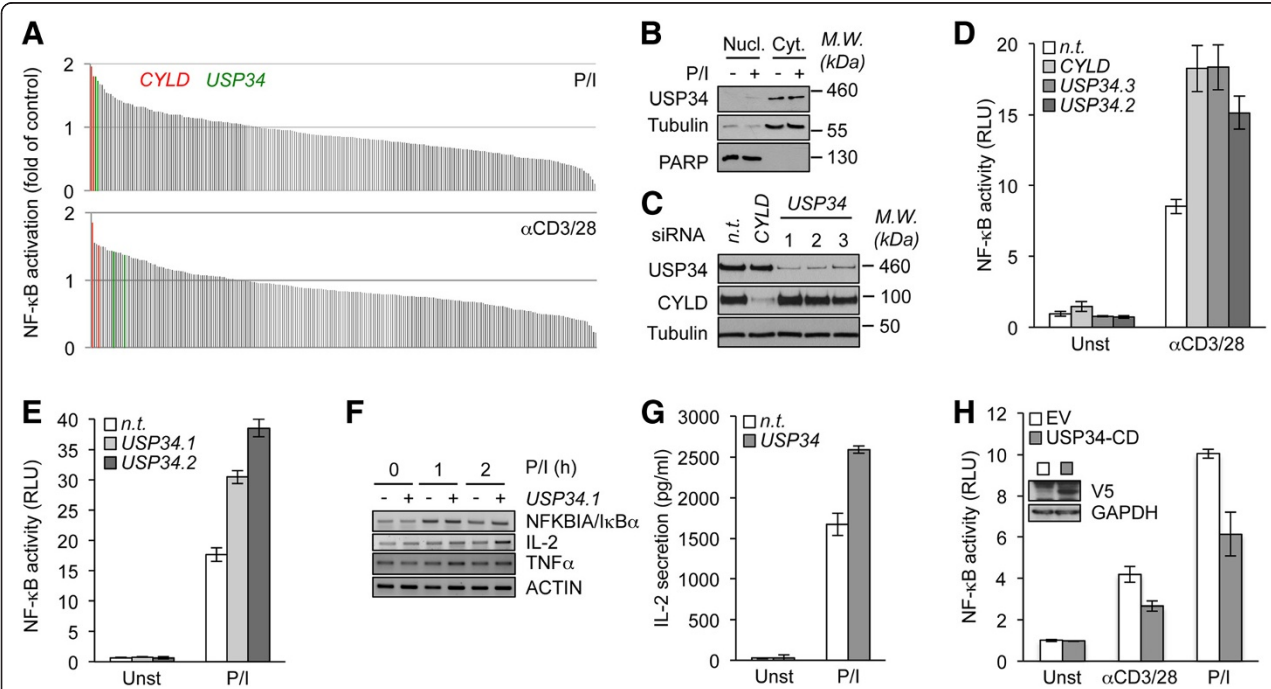 A
NF-κB activation (fold of control)
2
1
0
CYLD USP34
P/I
2
1
0
αCD3/28
B
Nucl. Cyt. M.W.
(kDa)
P/I - + - +
USP34 460
Tubulin 55
PARP 130
C
siRNA n.t. CYLD USP34 M.W.
1 2 3 (kDa)
USP34 460
CYLD 100
Tubulin 50
D
NF-κB activity (RLU)
20
15
10
5
0
n.t.
CYLD
USP34.3
USP34.2
Unst αCD3/28
E
NF-κB activity (RLU)
40
35
30
25
20
15
10
5
0
n.t.
USP34.1
USP34.2
Unst P/I
F
0 1 2 P/I (h)
- + - + - + USP34.1
NFKBIA/IκBα
IL-2
TNFα
ACTIN
G
IL-2 secretion (pg/ml)
3000
2500
2000
1500
1000
500
0
n.t.
USP34
Unst P/I
H
NF-κB activity (RLU)
12
10
8
6
4
2
0
EV
USP34-CD
V5
GAPDH
Unst αCD3/28 P/I